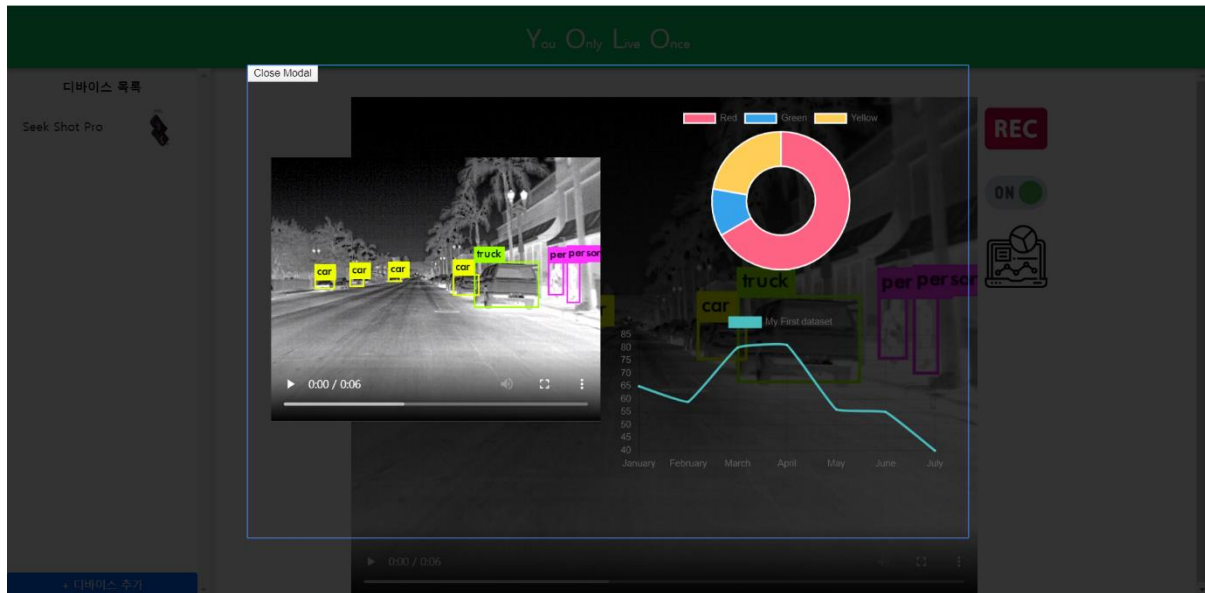 You Only Live Once
Close Modal
디바이스 목록
Seek Shot Pro
REC
ON
Red Green Yellow
car car car car truck per person
truck
car
per person
0:00 / 0:06
My First dataset
85
80
75
70
65
60
55
50
45
40
January February March April May June July
0:00 / 0:06
+ 디바이스 추가